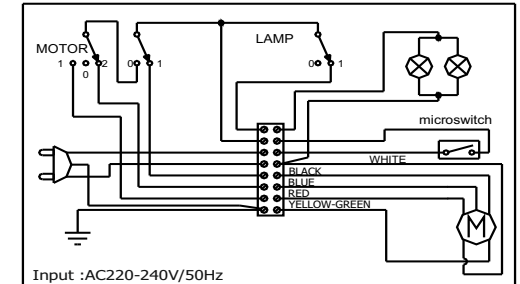 LAMP
MOTOR
1 0 2 0 1 0 1
microswitch
WHITE
BLACK
BLUE
RED
YELLOW-GREEN
M
Input :AC220-240V/50Hz